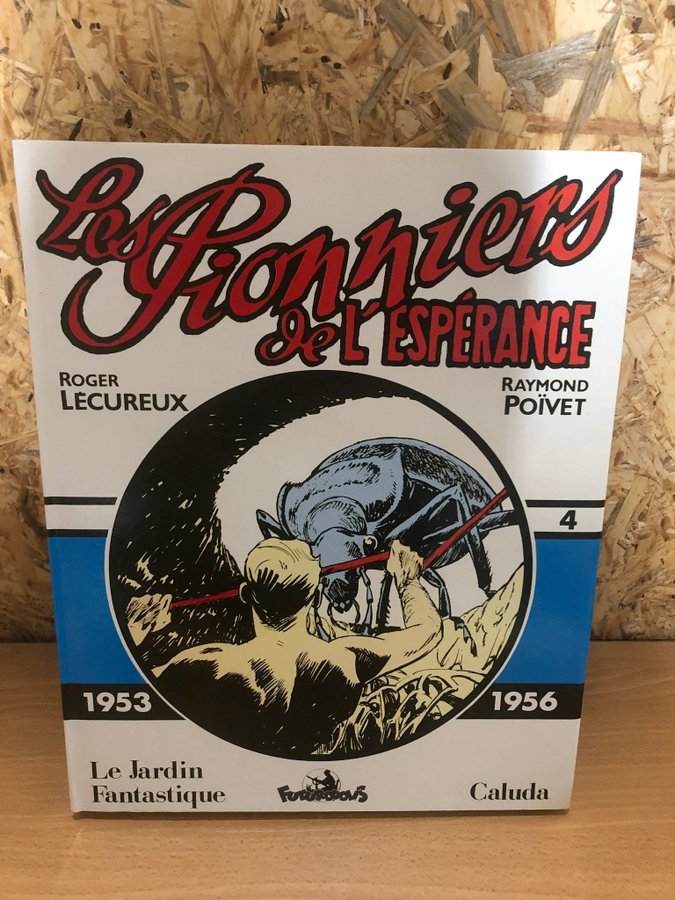 Les Pionniers
de L'ESPÉRANCE
ROGER
LÉCUREUX
RAYMOND
POÏVET
4
1953
1956
Le Jardin
Fantastique
FUTUROPOLIS
Caluda